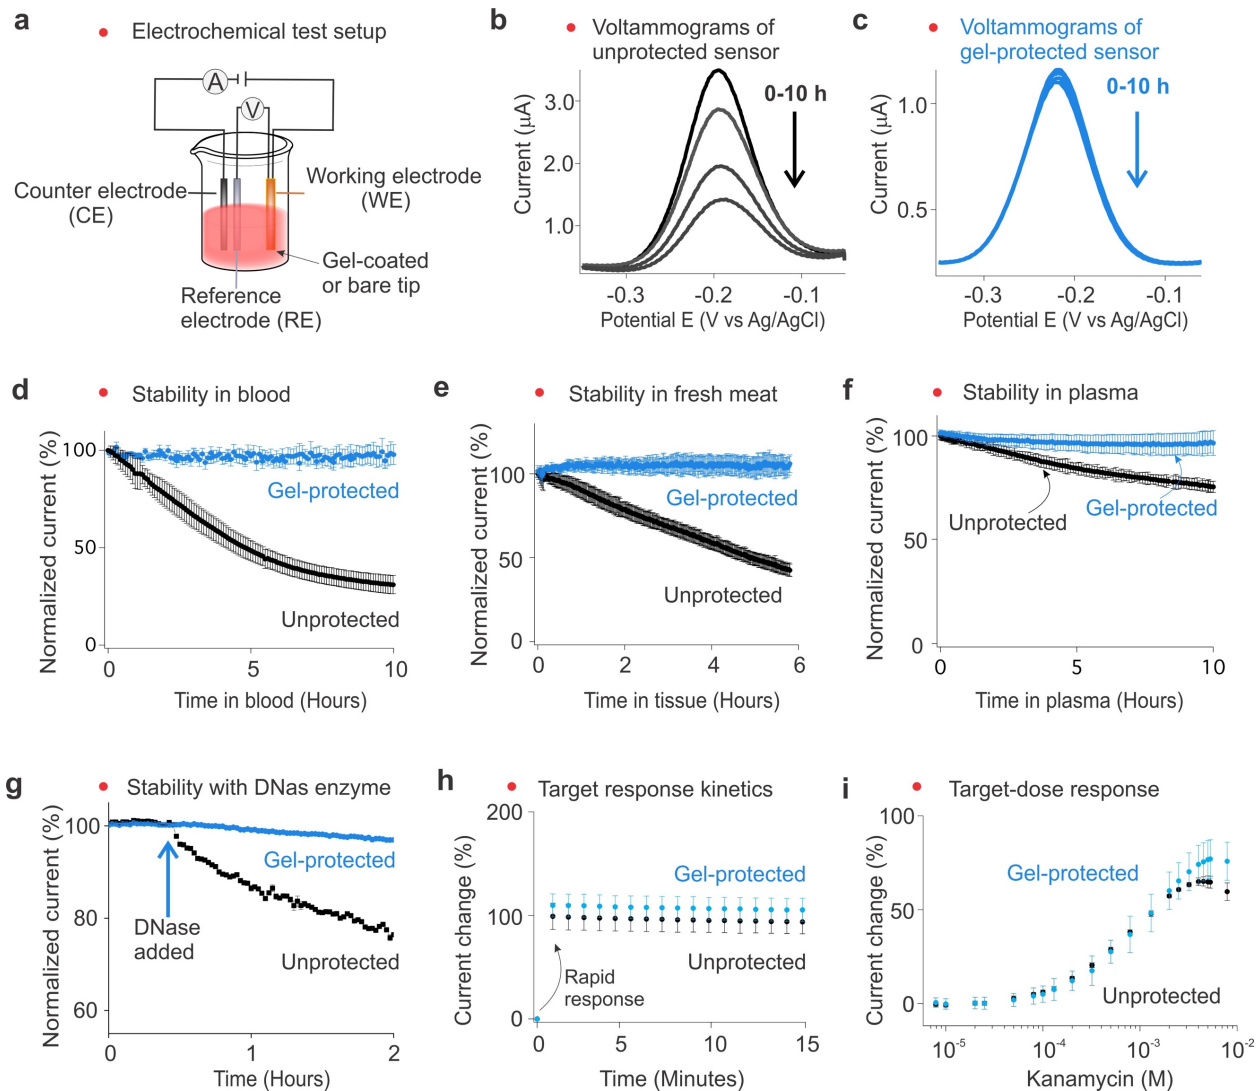 a
Electrochemical test setup
A
V
Counter electrode
(CE)
Working electrode
(WE)
Gel-coated
or bare tip
Reference
electrode (RE)
b
Voltammograms of
unprotected sensor
0-10 h
Current (μA)
3.0
2.0
1.0
-0.3
-0.2
-0.1
Potential E (V vs Ag/AgCl)
c
Voltammograms of
gel-protected sensor
0-10 h
Current (μA)
1.0
0.5
-0.3
-0.2
-0.1
Potential E (V vs Ag/AgCl)
d
Stability in blood
Normalized current (%)
100
50
0
Gel-protected
Unprotected
0
5
10
Time in blood (Hours)
e
Stability in fresh meat
Normalized current (%)
100
50
0
Gel-protected
Unprotected
0
2
4
6
Time in tissue (Hours)
f
Stability in plasma
Normalized current (%)
100
50
0
Unprotected
Gel-protected
0
5
10
Time in plasma (Hours)
g
Stability with DNas enzyme
Normalized current (%)
100
80
60
Gel-protected
DNase
added
Unprotected
0
1
2
Time (Hours)
h
Target response kinetics
Current change (%)
200
100
0
Gel-protected
Unprotected
Rapid
response
0
5
10
15
Time (Minutes)
i
Target-dose response
Current change (%)
100
50
0
Gel-protected
Unprotected
10⁻⁵
10⁻⁴
10⁻³
10⁻²
Kanamycin (M)